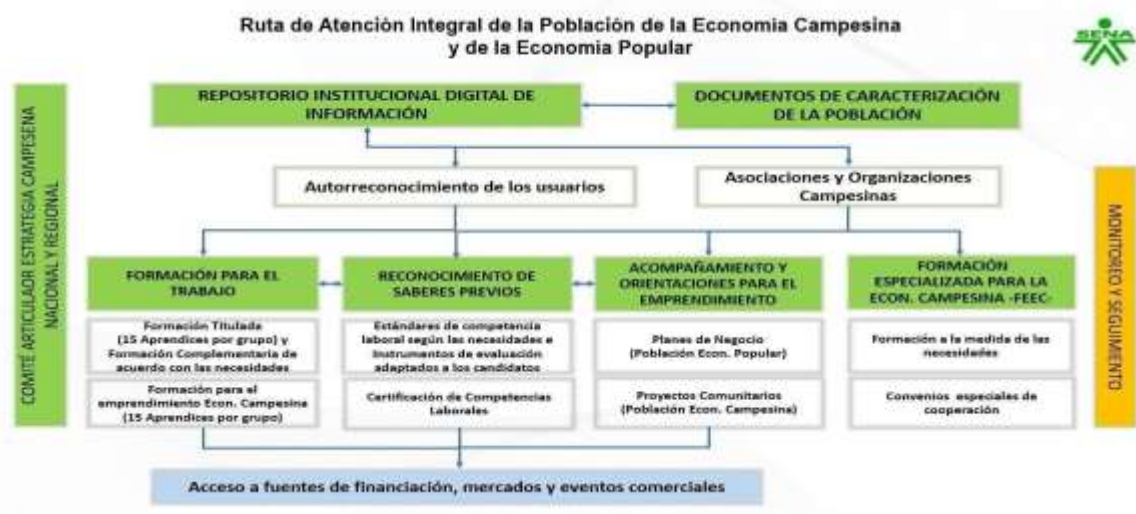 Ruta de Atención Integral de la Población de la Economia Campesina
y de la Economia Popular
SENA
COMITÉ ARTICULAOR ESTRATEGIA CAMPESENA
NACIONAL Y REGIONAL
REPOSITORIO INSTITUCIONAL DIGITAL DE
INFORMACIÓN
DOCUMENTOS DE CARACTERIZACIÓN
DE LA POBLACIÓN
Autorreconocimiento de los usuarios
Asociaciones y Organizaciones
Campesinas
MONITOREO Y SEGUIMIENTO
FORMACIÓN PARA EL
TRABAJO
RECONOCIMIENTO DE
SABERES PREVIOS
ACOMPAÑAMIENTO Y
ORIENTACIONES PARA EL
EMPRENDIMIENTO
FORMACIÓN
ESPECIALIZADA PARA LA
ECON. CAMPESINA -FEEC-
Formación Titulada
(15 Aprendices por grupo) y
Formación Complementaria de
acuerdo con las necesidades
Estándares de competencia
laboral según las necesidades e
Instrumentos de evaluación
adaptados a los candidatos
Planes de Negocio
(Población Econ. Popular)
Formación a la medida de las
necesidades
Formación para el
emprendimiento Econ. Campesina
(15 Aprendices por grupo)
Certificación de Competencias
Laborales
Proyectos Comunitarios
(Población Econ. Campesina)
Convenios especiales de
cooperación
Acceso a fuentes de financiación, mercados y eventos comerciales